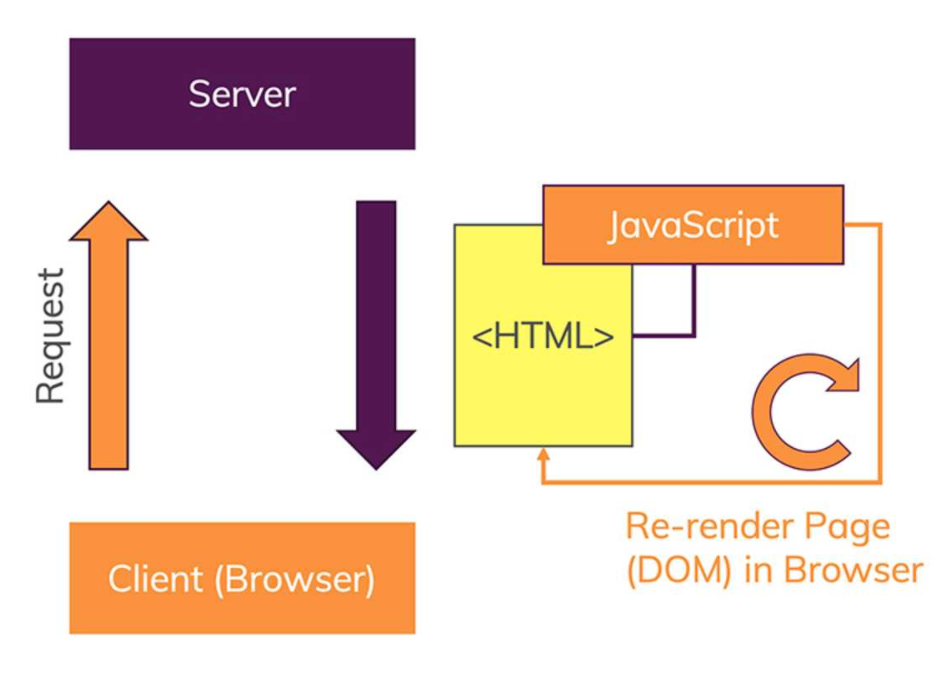 Server
JavaScript
Request
<HTML>
Re-render Page
(DOM) in Browser
Client (Browser)